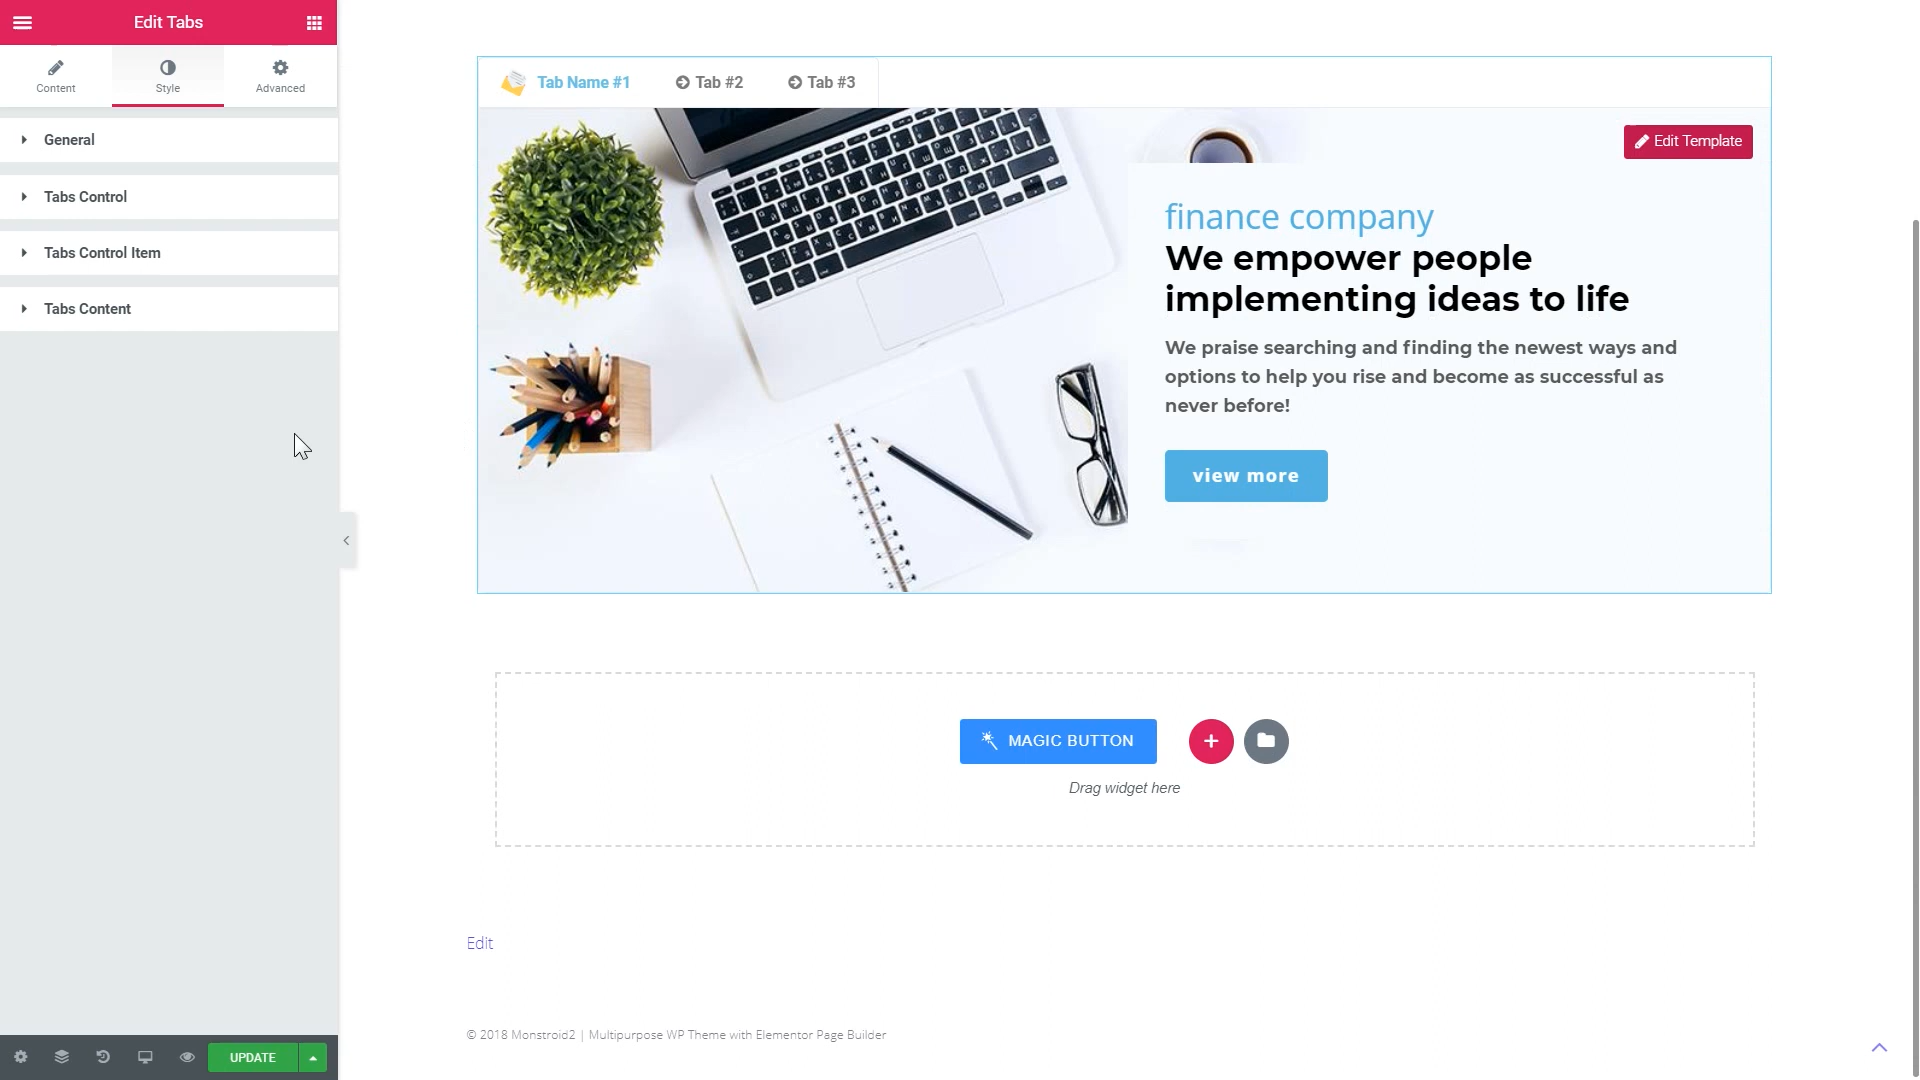 Edit Tabs
Content
Style
Advanced
General
Tabs Control
Tabs Control Item
Tabs Content
UPDATE
Tab Name #1
Tab #2
Tab #3
Edit Template
finance company
We empower people
implementing ideas to life
We praise searching and finding the newest ways and
options to help you rise and become as successful as
never before!
view more
MAGIC BUTTON
Drag widget here
Edit
© 2018 Monstroid2 | Multipurpose WP Theme with Elementor Page Builder